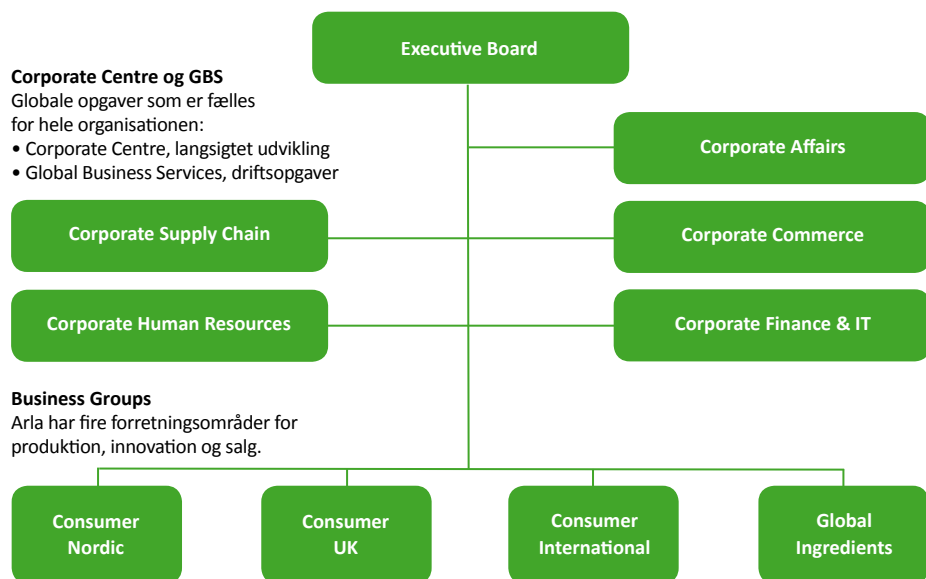 Executive Board
Corporate Centre og GBS
Globale opgaver som er fælles
for hele organisationen:
• Corporate Centre, langsigtet udvikling
• Global Business Services, driftsopgaver
Corporate Affairs
Corporate Supply Chain
Corporate Commerce
Corporate Human Resources
Corporate Finance & IT
Business Groups
Arla har fire forretningsområder for
produktion, innovation og salg.
Consumer
Nordic
Consumer
UK
Consumer
International
Global
Ingredients